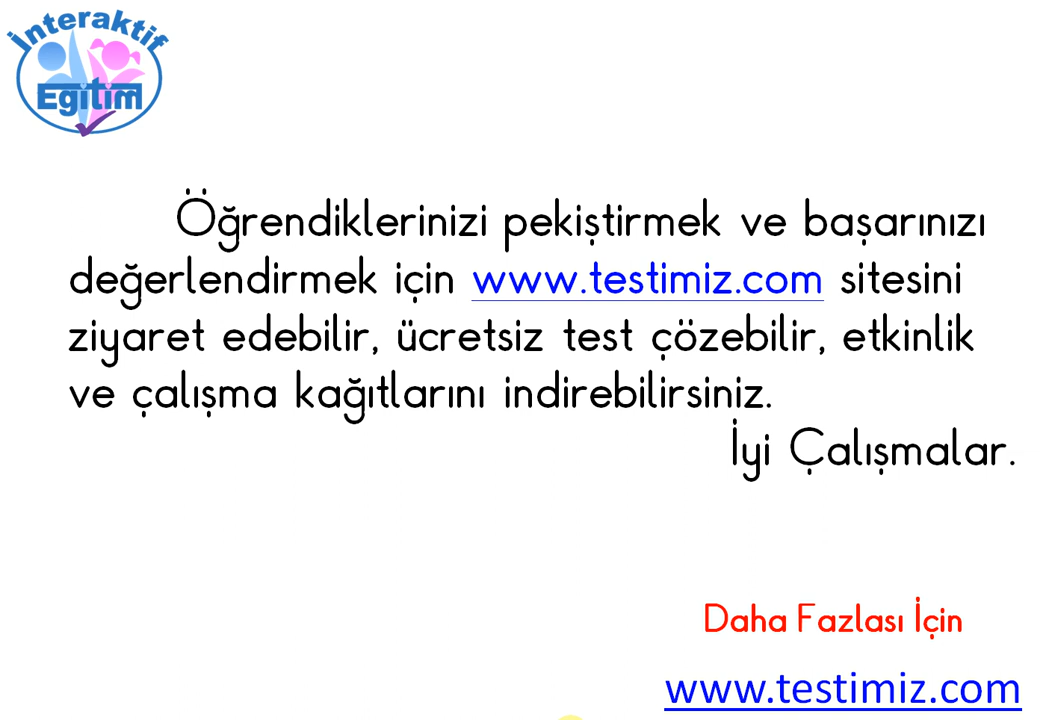 İnteraktif
Egitim
Öğrendiklerinizi pekiştirmek ve başarınızı
değerlendirmek için www.testimiz.com sitesini
ziyaret edebilir, ücretsiz test çözebilir, etkinlik
ve çalışma kağıtlarını indirebilirsiniz.
İyi Çalışmalar.
Daha Fazlası İçin
www.testimiz.com